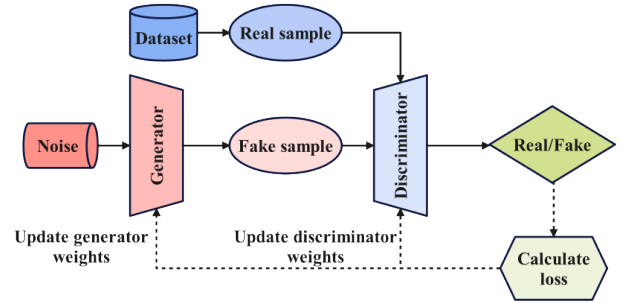 Dataset
Real sample
Noise
Generator
Fake sample
Discriminator
Real/Fake
Update generator
weights
Update discriminator
weights
Calculate
loss